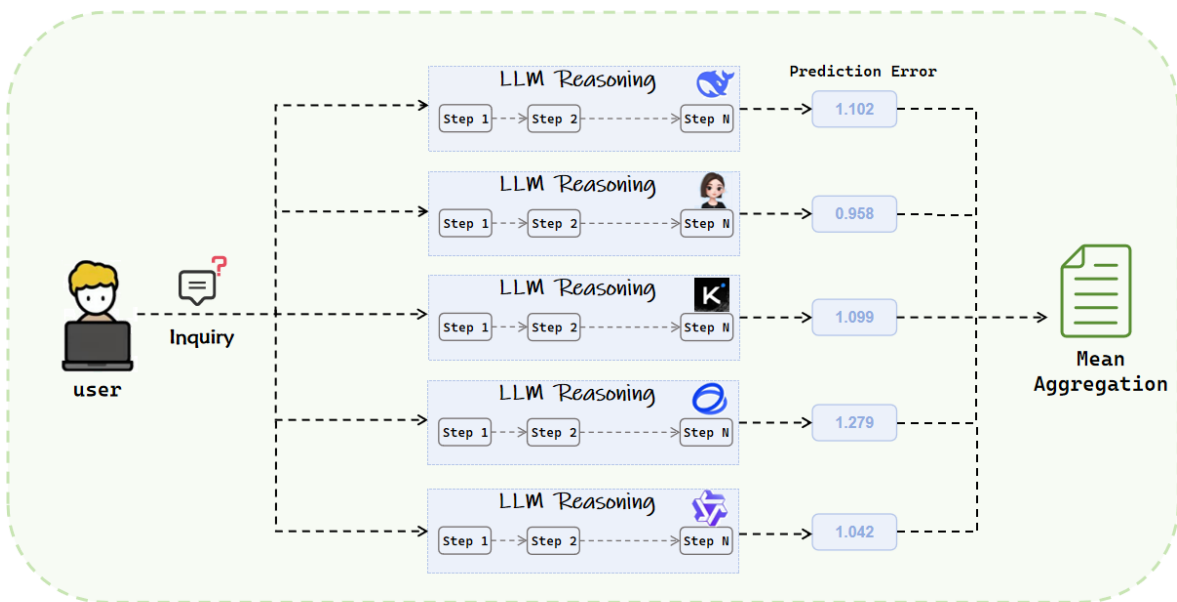 LLM Reasoning
Step 1
Step 2
Step N
Prediction Error
1.102
LLM Reasoning
Step 1
Step 2
Step N
0.958
?
Inquiry
user
LLM Reasoning
K
Step 1
Step 2
Step N
1.099
Mean
Aggregation
LLM Reasoning
Step 1
Step 2
Step N
1.279
LLM Reasoning
Step 1
Step 2
Step N
1.042